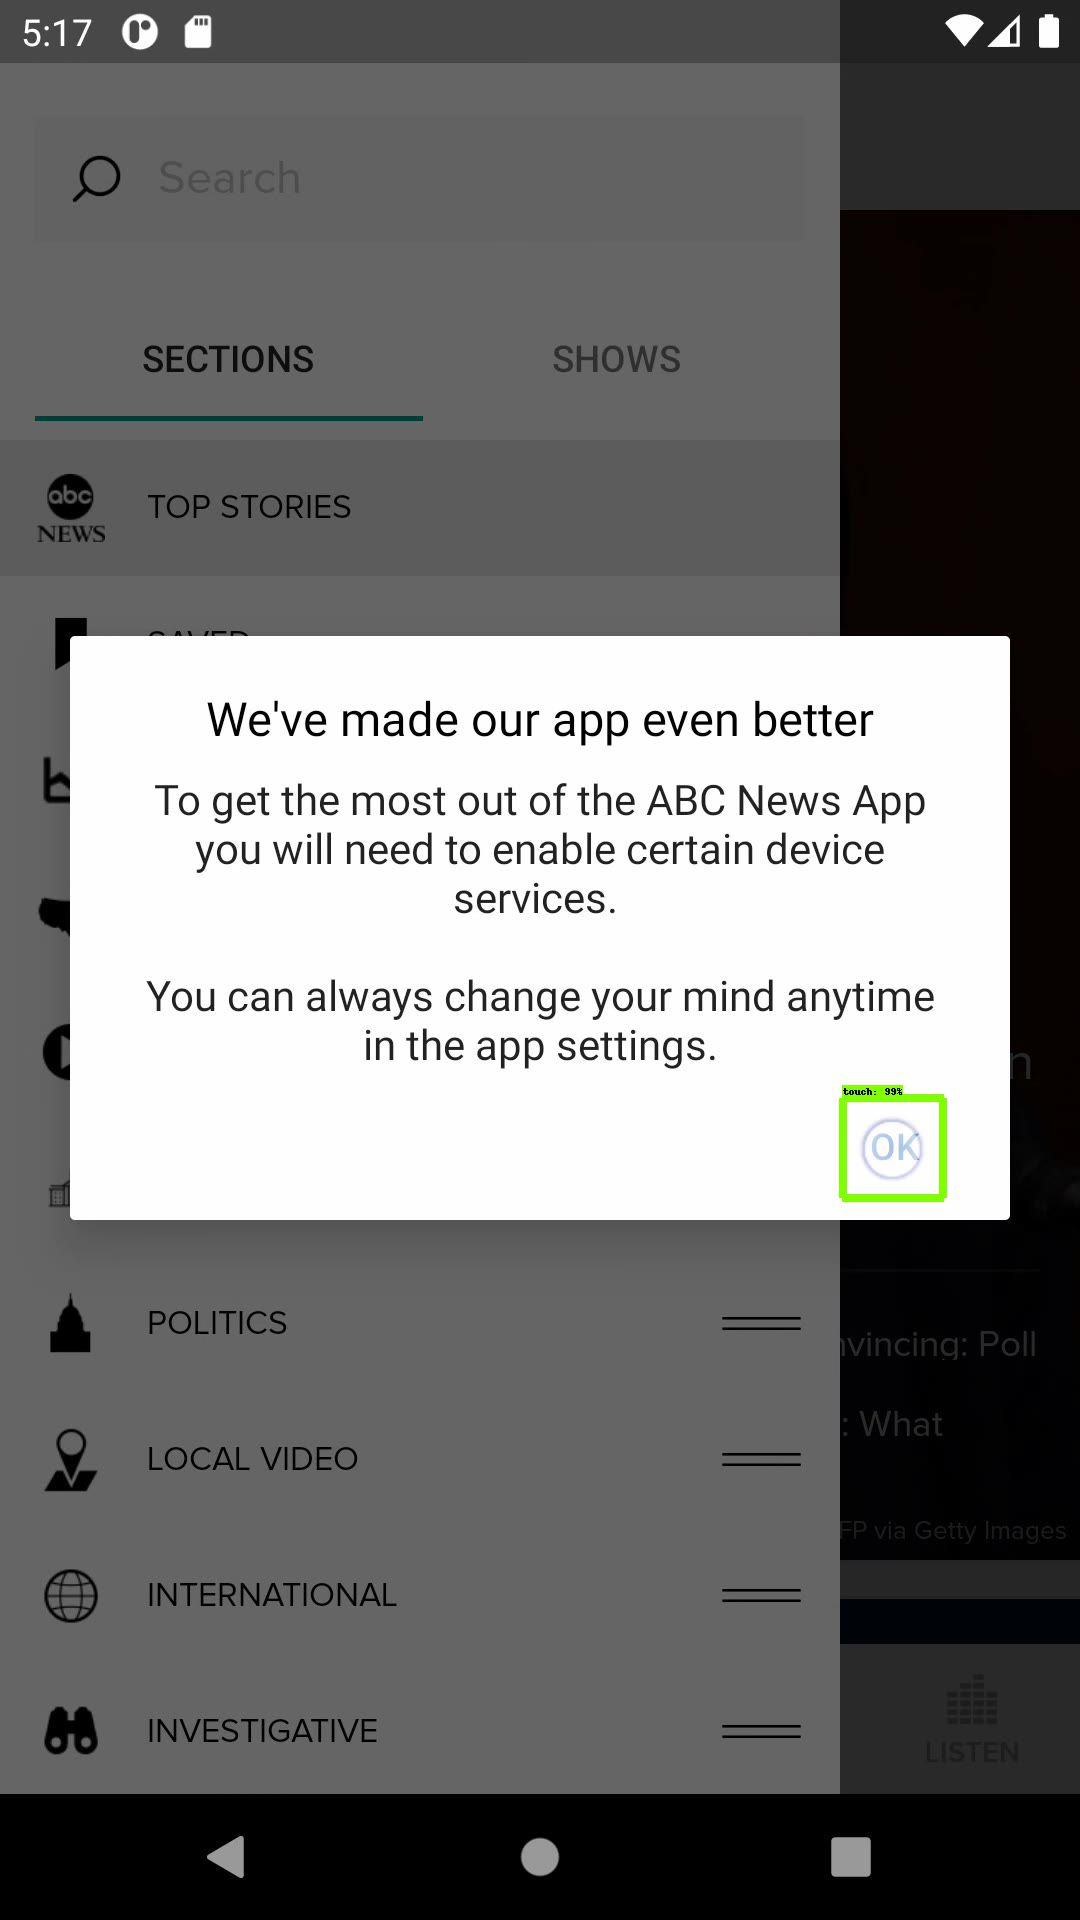 5:17
Search
SECTIONS
SHOWS
abc
NEWS
TOP STORIES
SAVED
We've made our app even better
To get the most out of the ABC News App
you will need to enable certain device
services.
You can always change your mind anytime
in the app settings.
n
touch: 99%
OK
POLITICS
nvincing: Poll
: What
LOCAL VIDEO
FP via Getty Images
INTERNATIONAL
INVESTIGATIVE
LISTEN